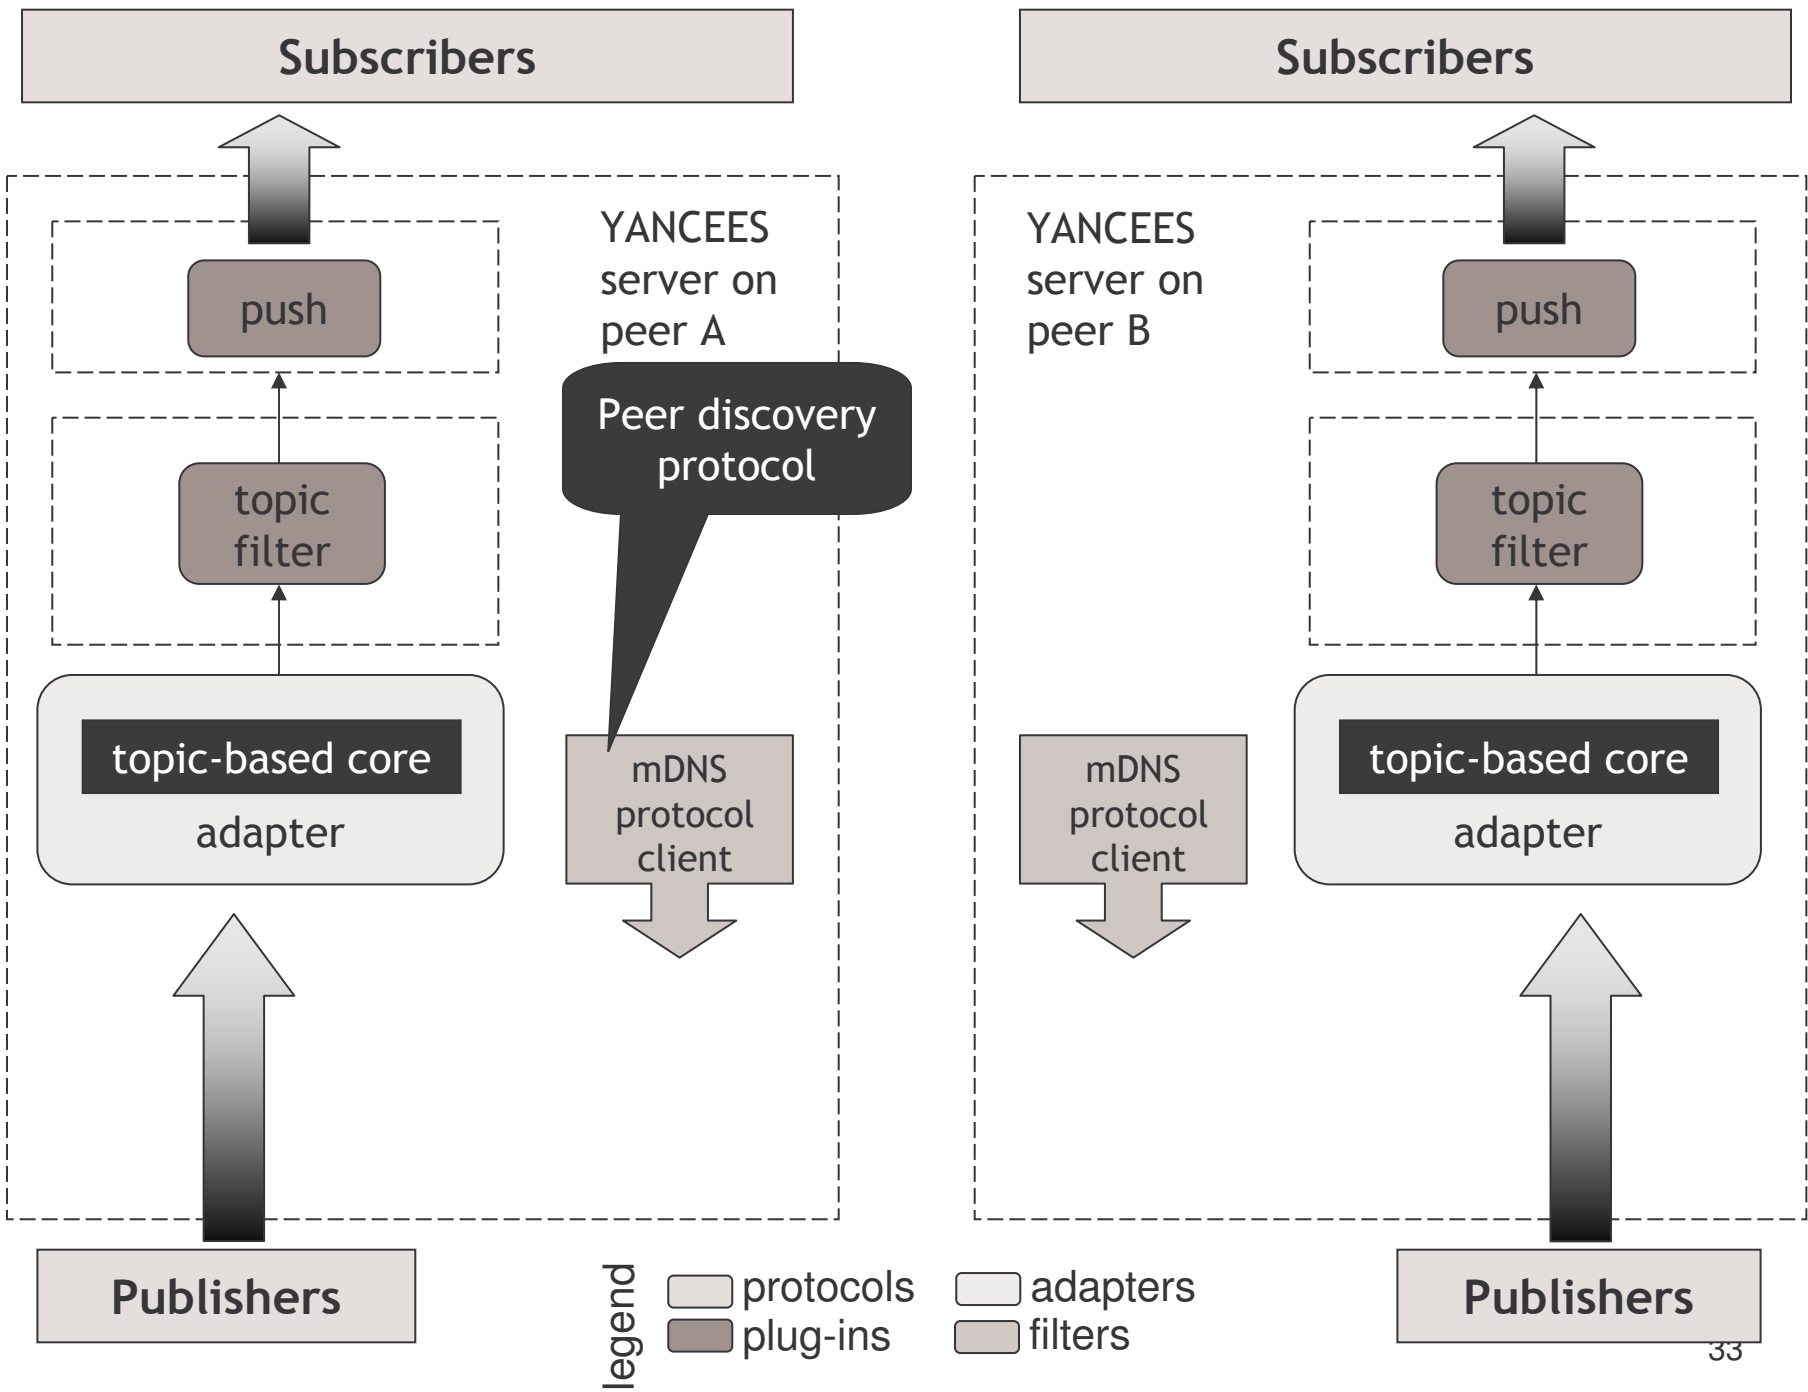 Subscribers
Subscribers
YANCEES
server on
peer A
push
YANCEES
server on
peer B
push
Peer discovery
protocol
topic
filter
topic
filter
topic-based core
adapter
mDNS
protocol
client
mDNS
protocol
client
topic-based core
adapter
Publishers
legend
protocols
adapters
plug-ins
filters
Publishers
33